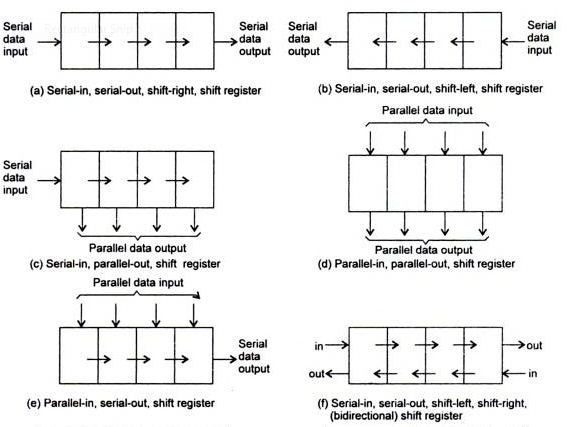 Serial
data
input
Serial
data
output
(a) Serial-in, serial-out, shift-right, shift register
Serial
data
output
Serial
data
input
(b) Serial-in, serial-out, shift-left, shift register
Serial
data
input
Parallel data output
(c) Serial-in, parallel-out, shift register
Parallel data input
Parallel data output
(d) Parallel-in, parallel-out, shift register
Parallel data input
Serial
data
output
(e) Parallel-in, serial-out, shift register
in
out
out
in
(f) Serial-in, serial-out, shift-left, shift-right,
(bidirectional) shift register